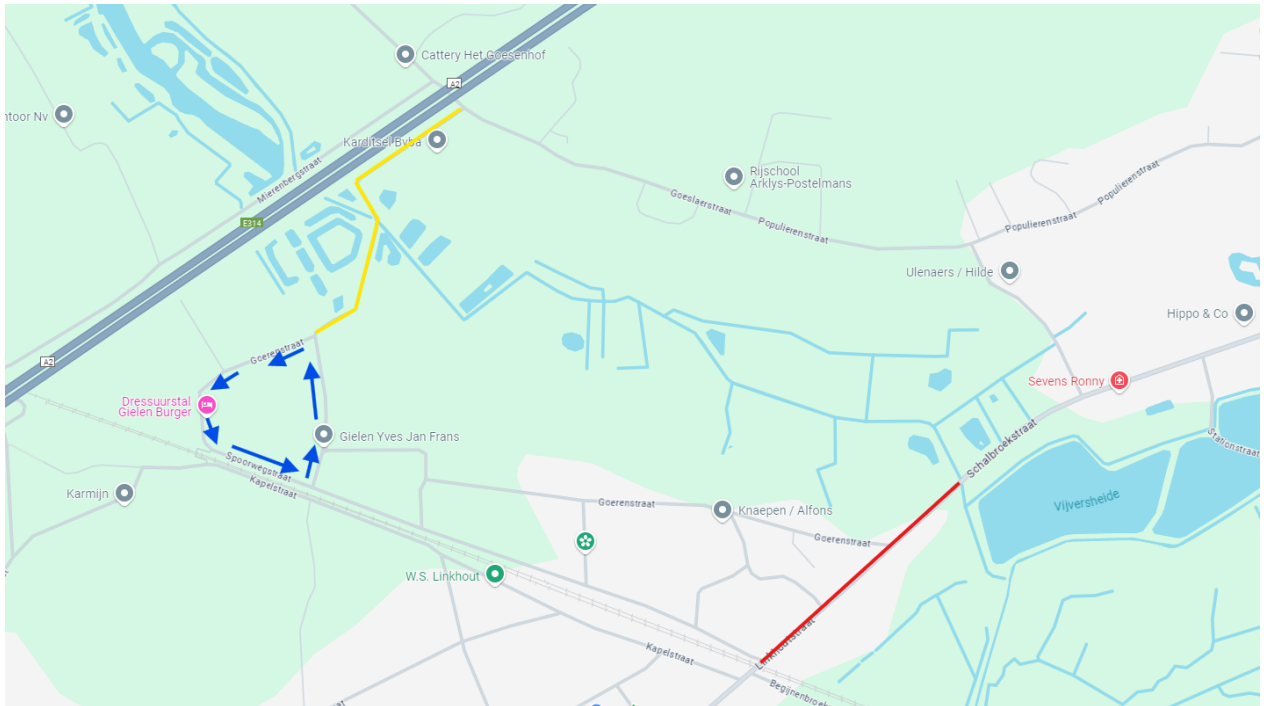 Cattery Het Goesenhof
A2
ntoor Nv
Karditsel Bvba
Mierenbergstraat
Rijschool
Arklys-Postelmans
Goeslaerstraat
Populierenstraat
Populierenstraat
Populierenstraat
E314
Ulenaers / Hilde
Hippo & Co
Goerenstraat
A2
Sevens Ronny
Dressuurstal
Gielen Burger
Gielen Yves Jan Frans
Schalbroekstraat
Stationstraat
Spoorwegstraat
Kapelstraat
Karmijn
Vijversheide
Goerenstraat
Knaepen / Alfons
Goerenstraat
W.S. Linkhout
Linkhoutstraat
Kapelstraat
Begijnenbroek